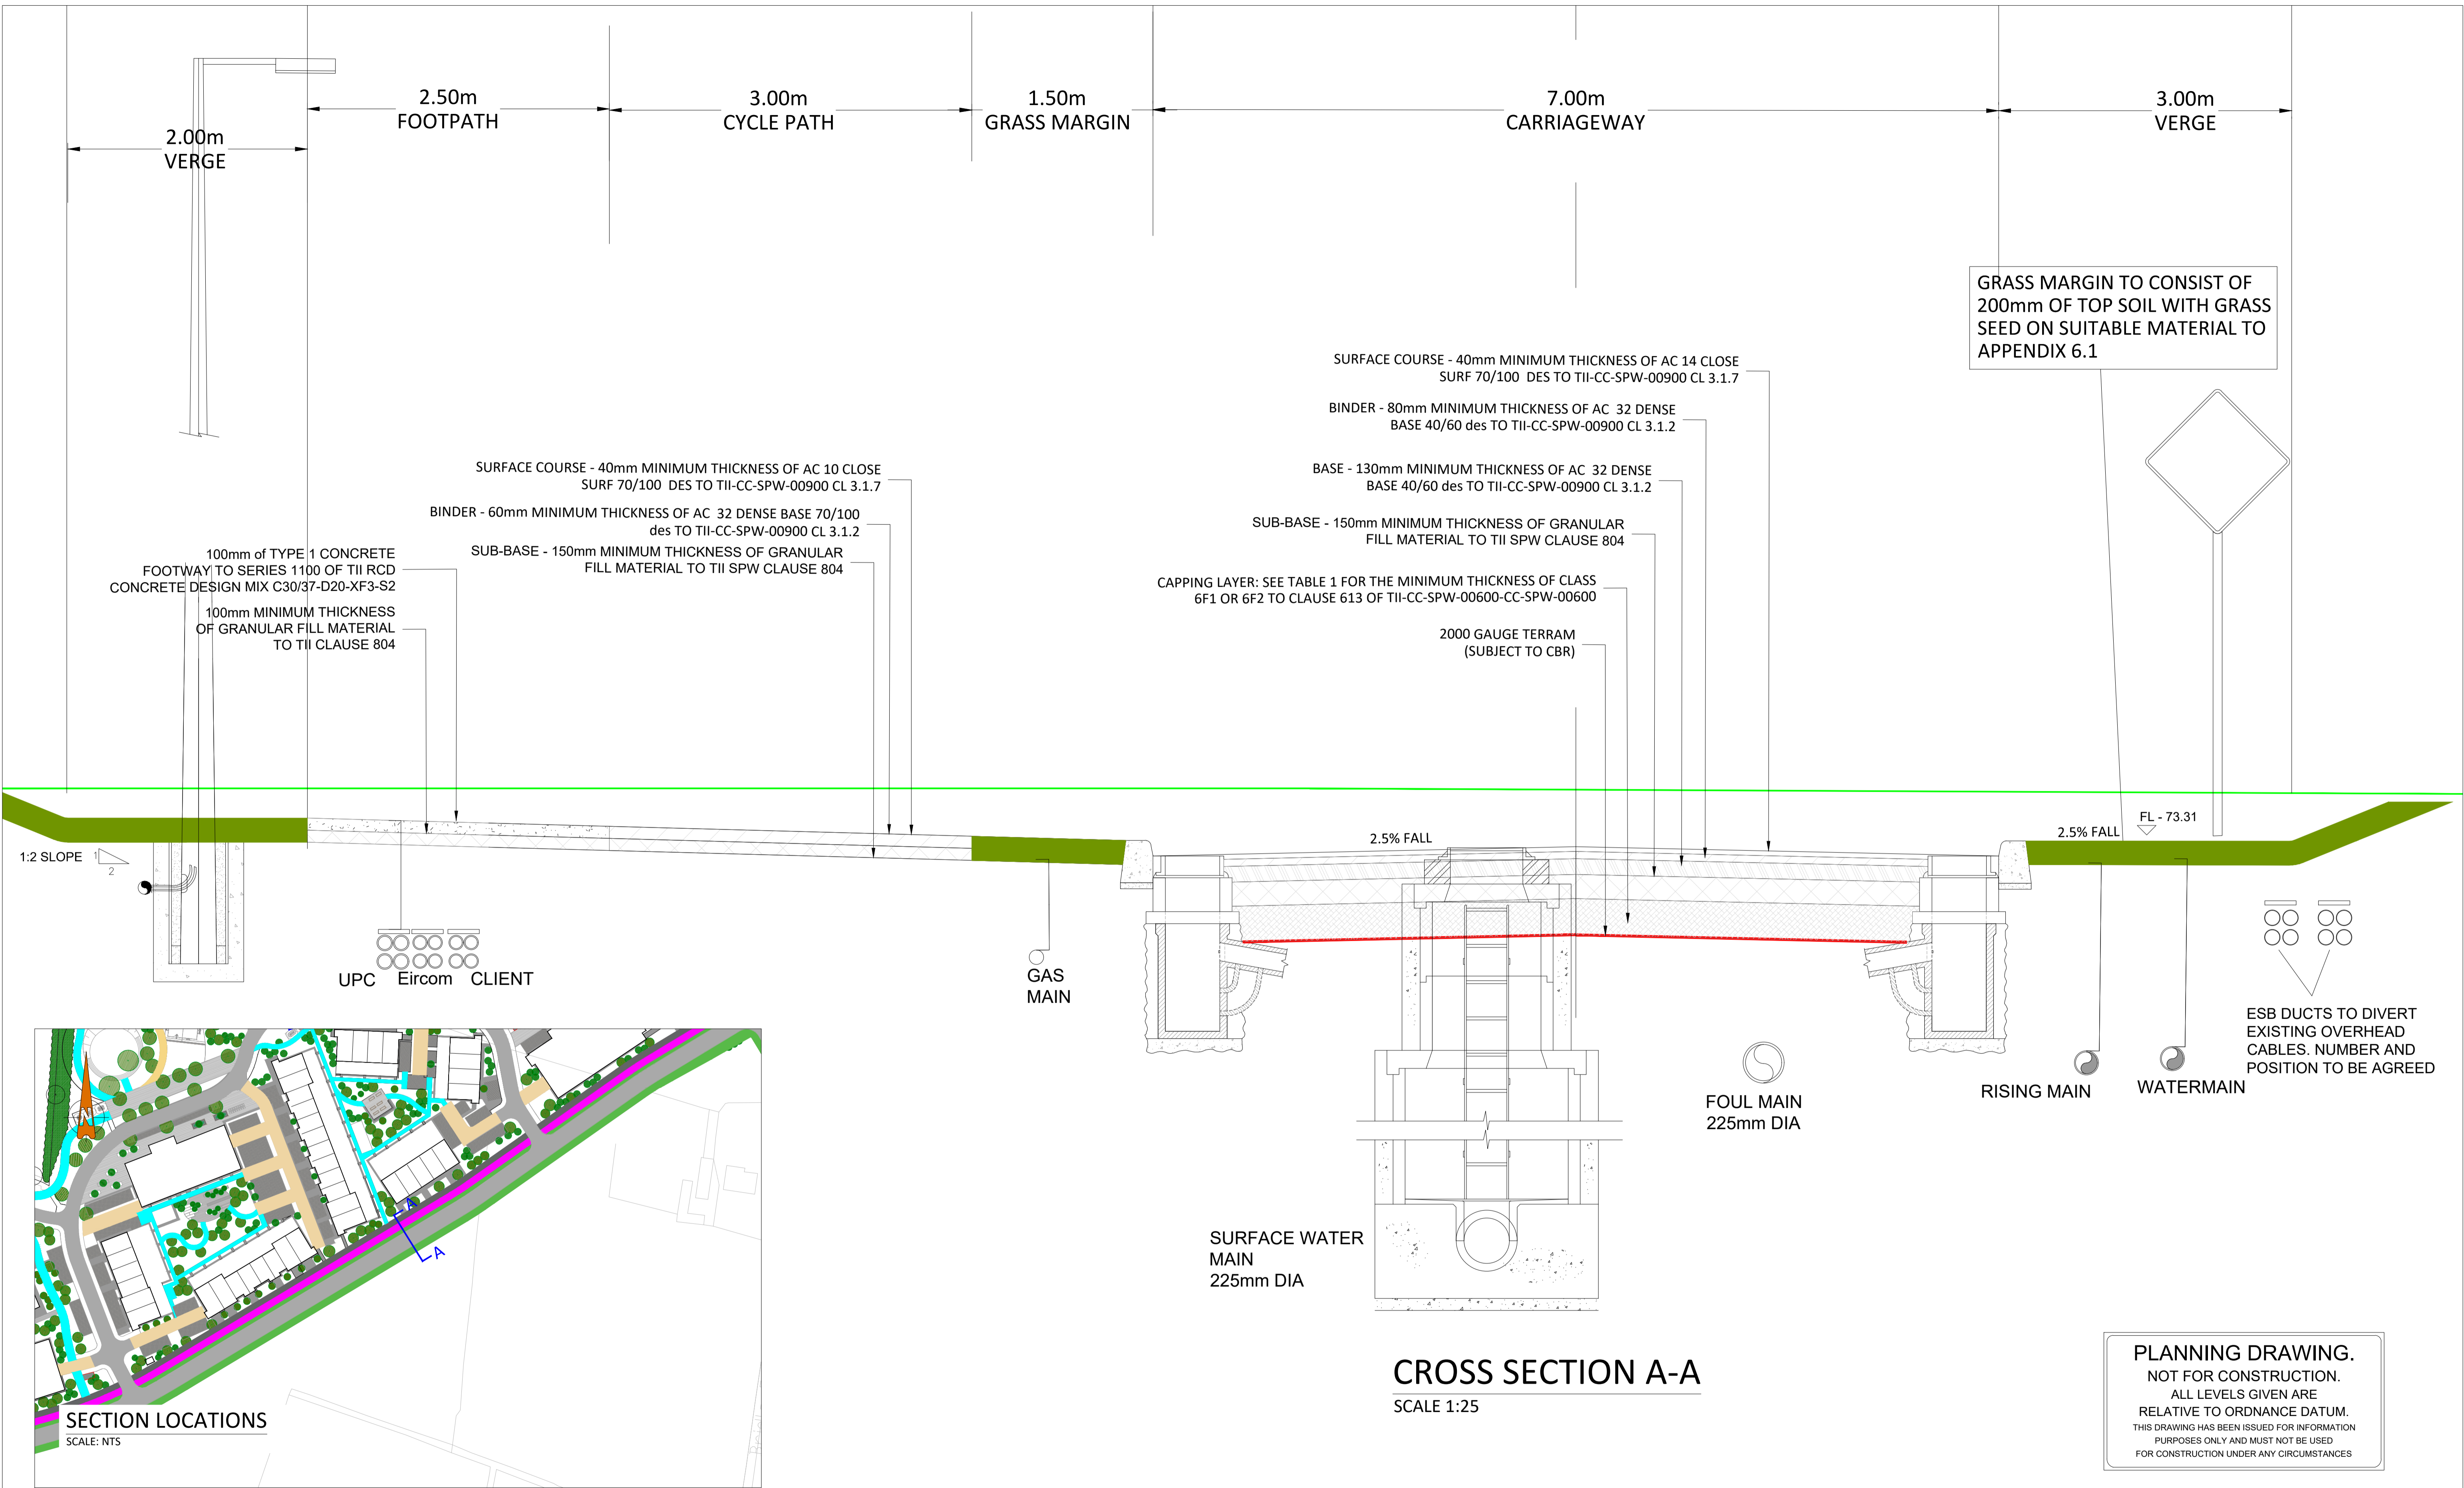 2.00m
VERGE
2.50m
FOOTPATH
3.00m
CYCLE PATH
1.50m
GRASS MARGIN
7.00m
CARRIAGEWAY
3.00m
VERGE
GRASS MARGIN TO CONSIST OF
200mm OF TOP SOIL WITH GRASS
SEED ON SUITABLE MATERIAL TO
APPENDIX 6.1
SURFACE COURSE - 40mm MINIMUM THICKNESS OF AC 14 CLOSE
SURF 70/100 DES TO TII-CC-SPW-00900 CL 3.1.7
BINDER - 80mm MINIMUM THICKNESS OF AC 32 DENSE
BASE 40/60 des TO TII-CC-SPW-00900 CL 3.1.2
BASE - 130mm MINIMUM THICKNESS OF AC 32 DENSE
BASE 40/60 des TO TII-CC-SPW-00900 CL 3.1.2
SUB-BASE - 150mm MINIMUM THICKNESS OF GRANULAR
FILL MATERIAL TO TII SPW CLAUSE 804
CAPPING LAYER: SEE TABLE 1 FOR THE MINIMUM THICKNESS OF CLASS
6F1 OR 6F2 TO CLAUSE 613 OF TII-CC-SPW-00600-CC-SPW-00600
2000 GAUGE TERRAM
(SUBJECT TO CBR)
SURFACE COURSE - 40mm MINIMUM THICKNESS OF AC 10 CLOSE
SURF 70/100 DES TO TII-CC-SPW-00900 CL 3.1.7
BINDER - 60mm MINIMUM THICKNESS OF AC 32 DENSE BASE 70/100
des TO TII-CC-SPW-00900 CL 3.1.2
SUB-BASE - 150mm MINIMUM THICKNESS OF GRANULAR
FILL MATERIAL TO TII SPW CLAUSE 804
100mm of TYPE 1 CONCRETE
FOOTWAY TO SERIES 1100 OF TII RCD
CONCRETE DESIGN MIX C30/37-D20-XF3-S2
100mm MINIMUM THICKNESS
OF GRANULAR FILL MATERIAL
TO TII CLAUSE 804
1:2 SLOPE
1
2
2.5% FALL
2.5% FALL
FL - 73.31
UPC Eircom CLIENT
GAS
MAIN
FOUL MAIN
225mm DIA
RISING MAIN
WATERMAIN
ESB DUCTS TO DIVERT
EXISTING OVERHEAD
CABLES. NUMBER AND
POSITION TO BE AGREED
SURFACE WATER
MAIN
225mm DIA
N
A
A
SECTION LOCATIONS
SCALE: NTS
CROSS SECTION A-A
SCALE 1:25
PLANNING DRAWING.
NOT FOR CONSTRUCTION.
ALL LEVELS GIVEN ARE
RELATIVE TO ORDNANCE DATUM.
THIS DRAWING HAS BEEN ISSUED FOR INFORMATION
PURPOSES ONLY AND MUST NOT BE USED
FOR CONSTRUCTION UNDER ANY CIRCUMSTANCES